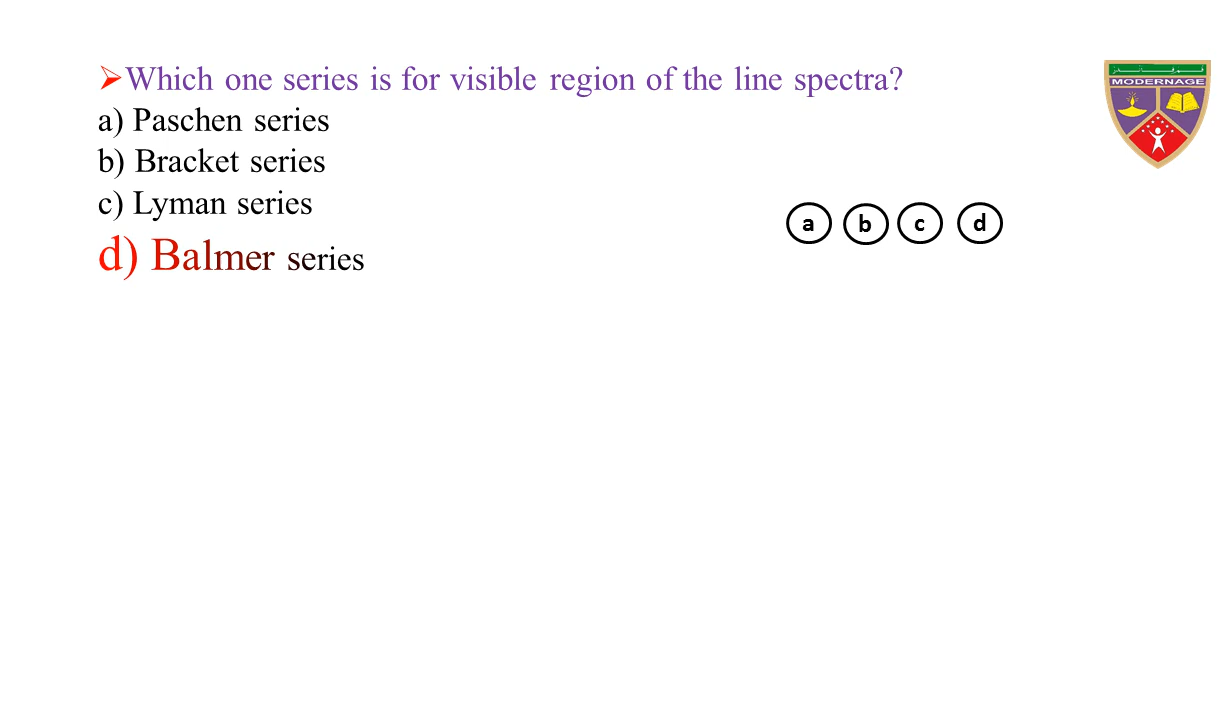 Which one series is for visible region of the line spectra?
a) Paschen series
b) Bracket series
c) Lyman series
d) Balmer series
a b c d
MODERNAGE